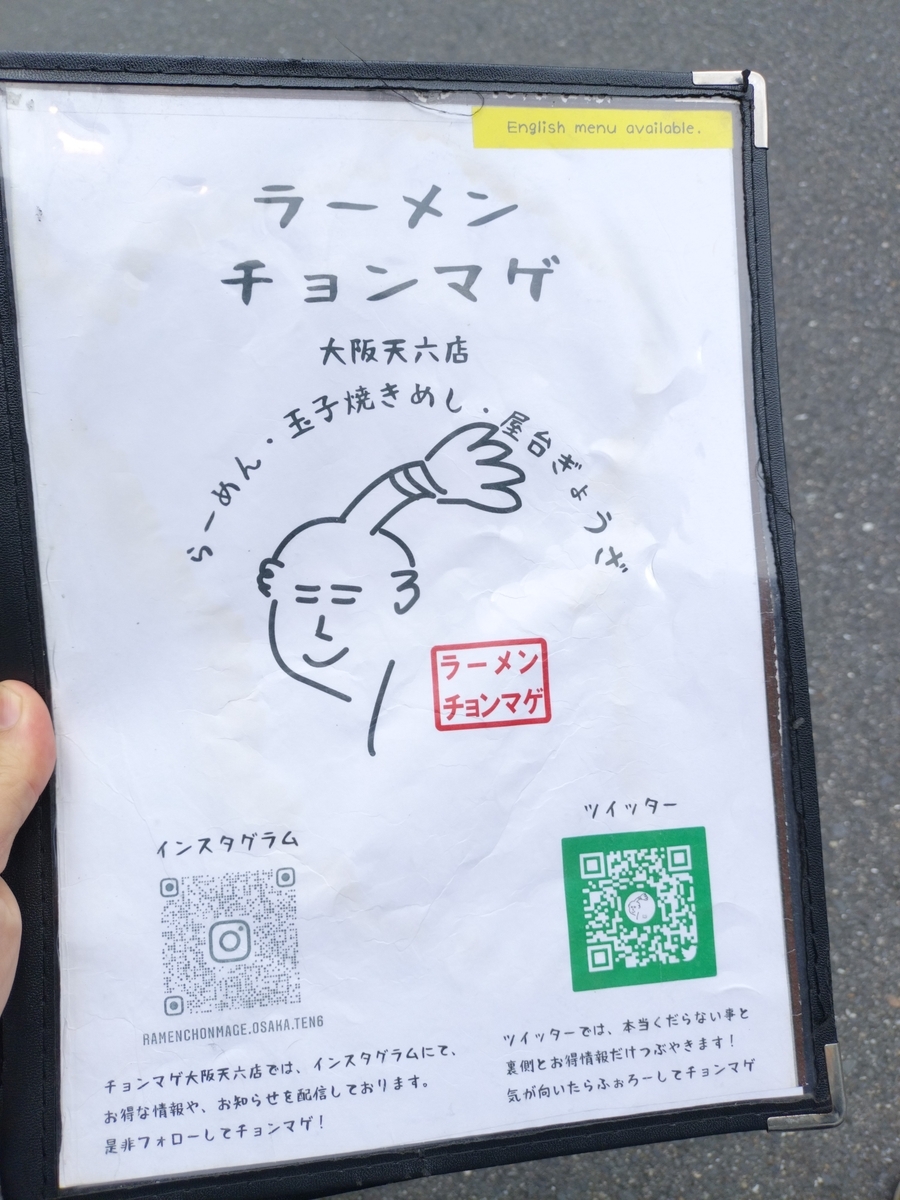 English menu available.
ラーメン
チョンマゲ
大阪天六店
らーめん・玉子焼きめし・屋台ぎょうざ
ラーメン
チョンマゲ
インスタグラム
RAMENCHONMAGE.OSAKA.TEN6
チョンマゲ大阪天六店では、インスタグラムにて、
お得な情報や、お知らせを配信しております。
是非フォローしてチョンマゲ！
ツイッター
ツイッターでは、本当くだらない事と
裏側とお得情報だけつぶやきます！
気が向いたらふぉろーしてチョンマゲ